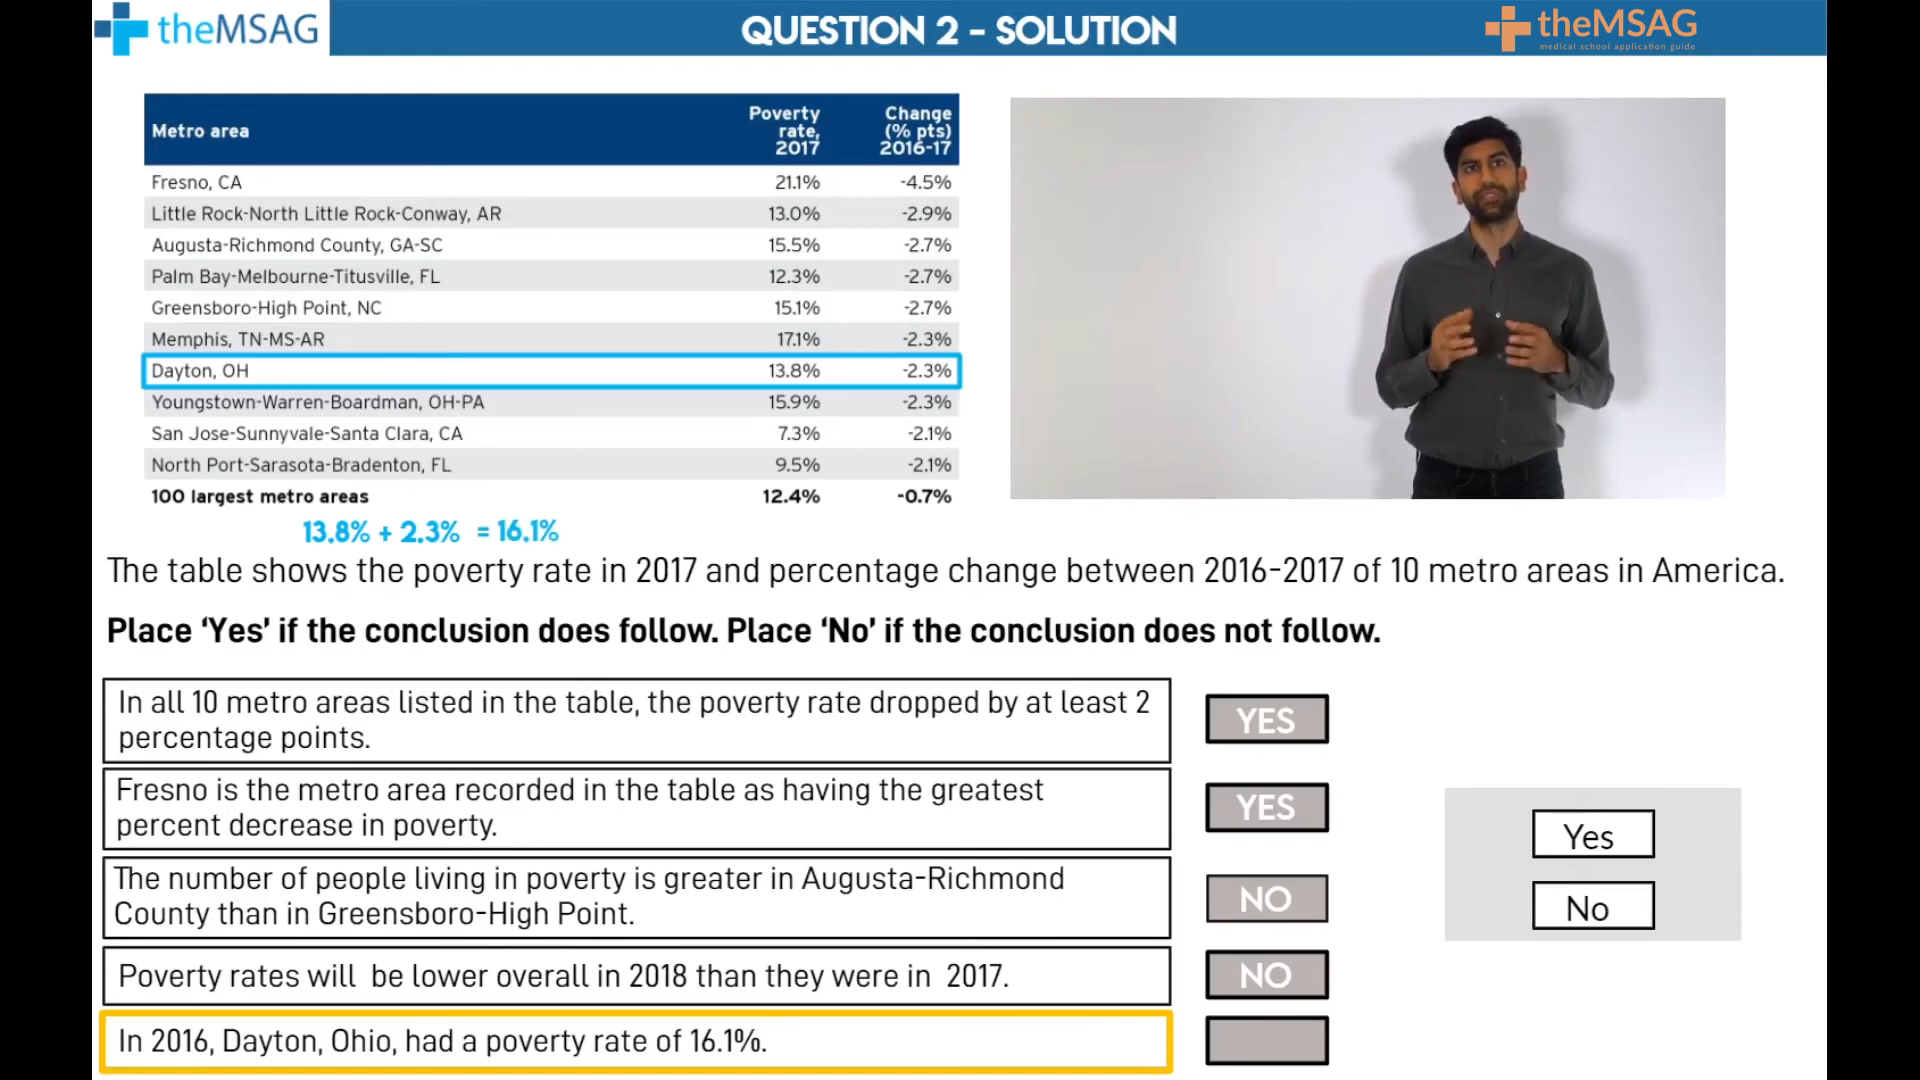 theMSAG
QUESTION 2 - SOLUTION
theMSAG
medical school application guide
Metro area
Poverty rate, 2017
Change (% pts) 2016-17
Fresno, CA 21.1% -4.5%
Little Rock-North Little Rock-Conway, AR 13.0% -2.9%
Augusta-Richmond County, GA-SC 15.5% -2.7%
Palm Bay-Melbourne-Titusville, FL 12.3% -2.7%
Greensboro-High Point, NC 15.1% -2.7%
Memphis, TN-MS-AR 17.1% -2.3%
Dayton, OH 13.8% -2.3%
Youngstown-Warren-Boardman, OH-PA 15.9% -2.3%
San Jose-Sunnyvale-Santa Clara, CA 7.3% -2.1%
North Port-Sarasota-Bradenton, FL 9.5% -2.1%
100 largest metro areas 12.4% -0.7%
13.8% + 2.3% = 16.1%
The table shows the poverty rate in 2017 and percentage change between 2016-2017 of 10 metro areas in America.
Place ‘Yes’ if the conclusion does follow. Place ‘No’ if the conclusion does not follow.
In all 10 metro areas listed in the table, the poverty rate dropped by at least 2
percentage points.
YES
Fresno is the metro area recorded in the table as having the greatest
percent decrease in poverty.
YES
The number of people living in poverty is greater in Augusta-Richmond
County than in Greensboro-High Point.
NO
Poverty rates will be lower overall in 2018 than they were in 2017.
NO
In 2016, Dayton, Ohio, had a poverty rate of 16.1%.
Yes
No